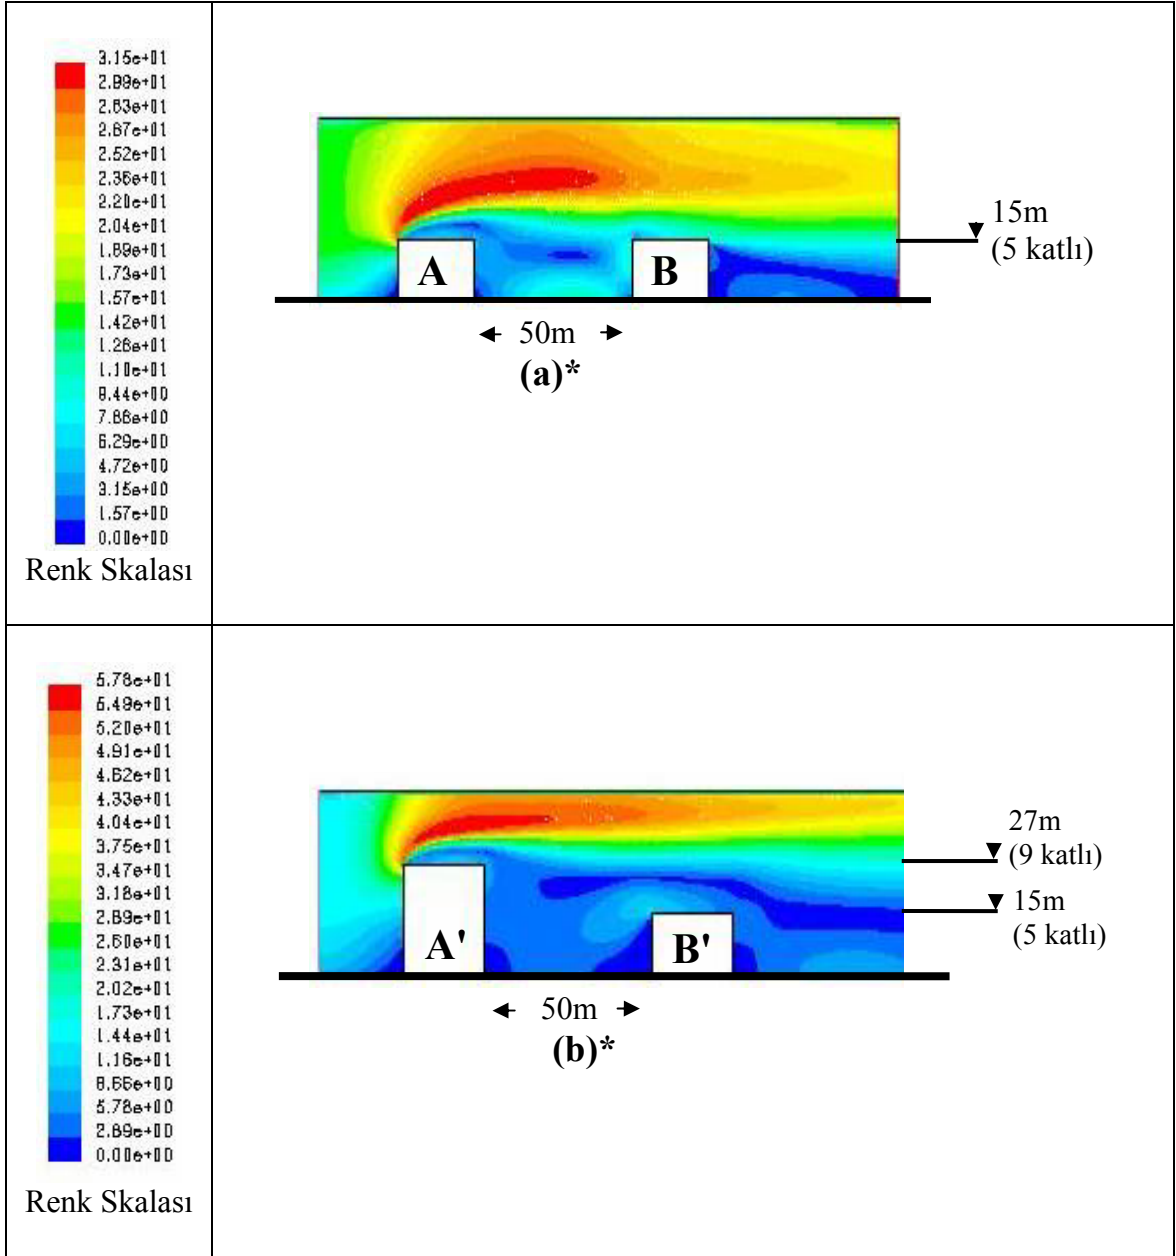 3.15e+01
2.99e+01
2.83e+01
2.67e+01
2.52e+01
2.36e+01
2.20e+01
2.04e+01
1.89e+01
1.73e+01
1.57e+01
1.42e+01
1.26e+01
1.10e+01
9.44e+00
7.86e+00
6.29e+00
4.72e+00
3.15e+00
1.57e+00
0.00e+00
Renk Skalası
A
B
15m
(5 katlı)
50m
(a)*
5.78e+01
5.49e+01
5.20e+01
4.91e+01
4.62e+01
4.33e+01
4.04e+01
3.75e+01
3.47e+01
3.18e+01
2.89e+01
2.60e+01
2.31e+01
2.02e+01
1.73e+01
1.44e+01
1.16e+01
8.66e+00
5.78e+00
2.89e+00
0.00e+00
Renk Skalası
27m
(9 katlı)
15m
(5 katlı)
A'
B'
50m
(b)*